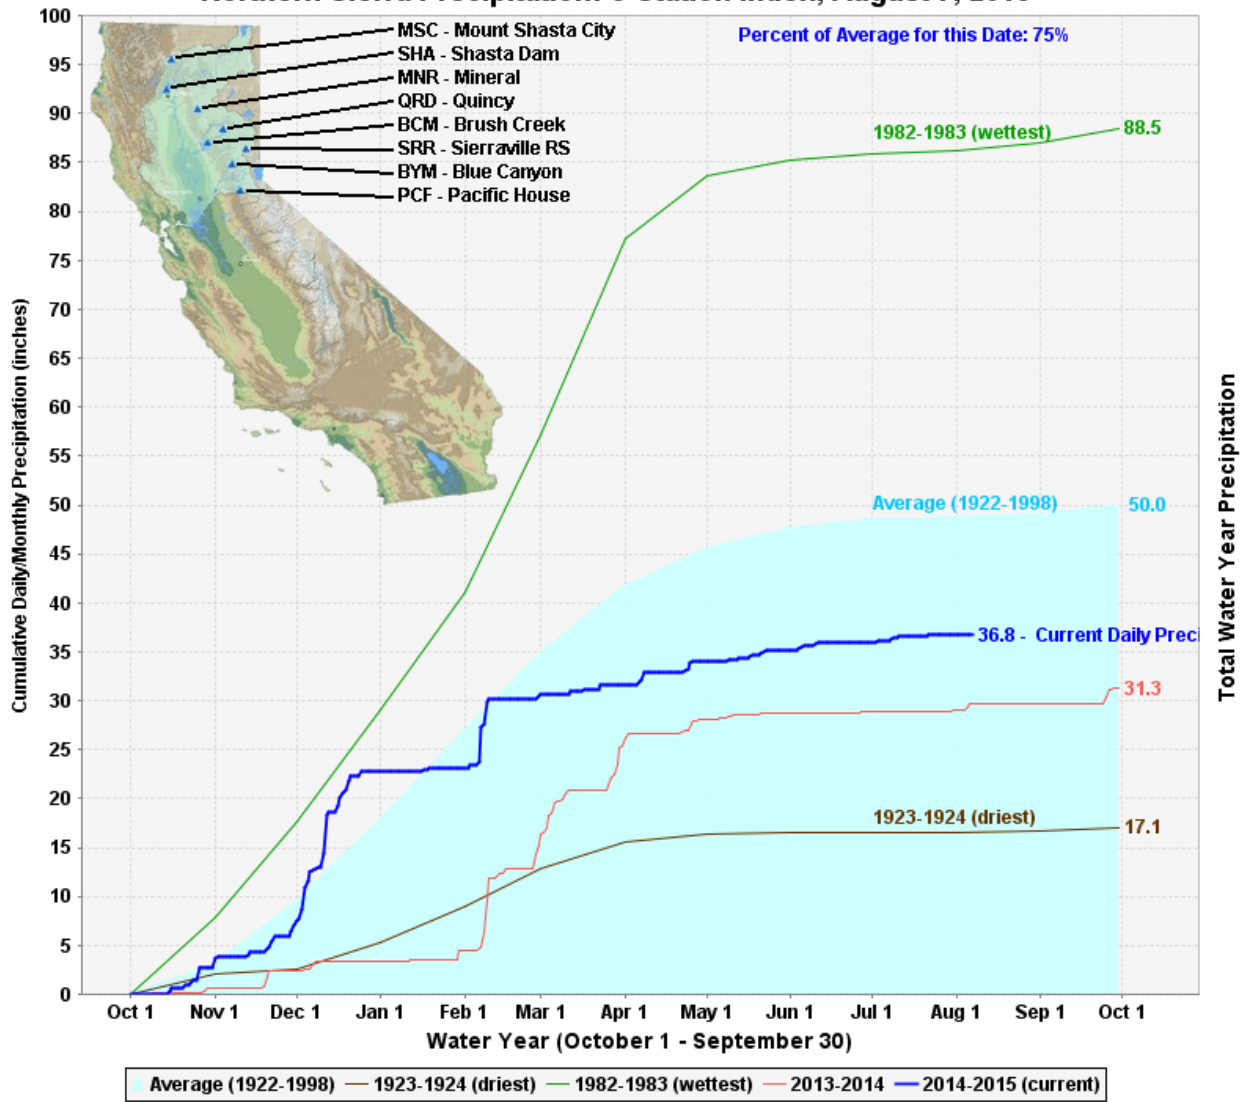 100
95
90
85
80
75
70
65
60
55
50
45
40
35
30
25
20
15
10
5
0
Cumulative Daily/Monthly Precipitation (inches)
MSC - Mount Shasta City
SHA - Shasta Dam
MNR - Mineral
QRD - Quincy
BCM - Brush Creek
SRR - Sierraville RS
BYM - Blue Canyon
PCF - Pacific House
Percent of Average for this Date: 75%
1982-1983 (wettest)
88.5
Average (1922-1998)
50.0
36.8 - Current Daily Preci
31.3
1923-1924 (driest)
17.1
Total Water Year Precipitation
Oct 1 Nov 1 Dec 1 Jan 1 Feb 1 Mar 1 Apr 1 May 1 Jun 1 Jul 1 Aug 1 Sep 1 Oct 1
Water Year (October 1 - September 30)
Average (1922-1998) 1923-1924 (driest) 1982-1983 (wettest) 2013-2014 2014-2015 (current)